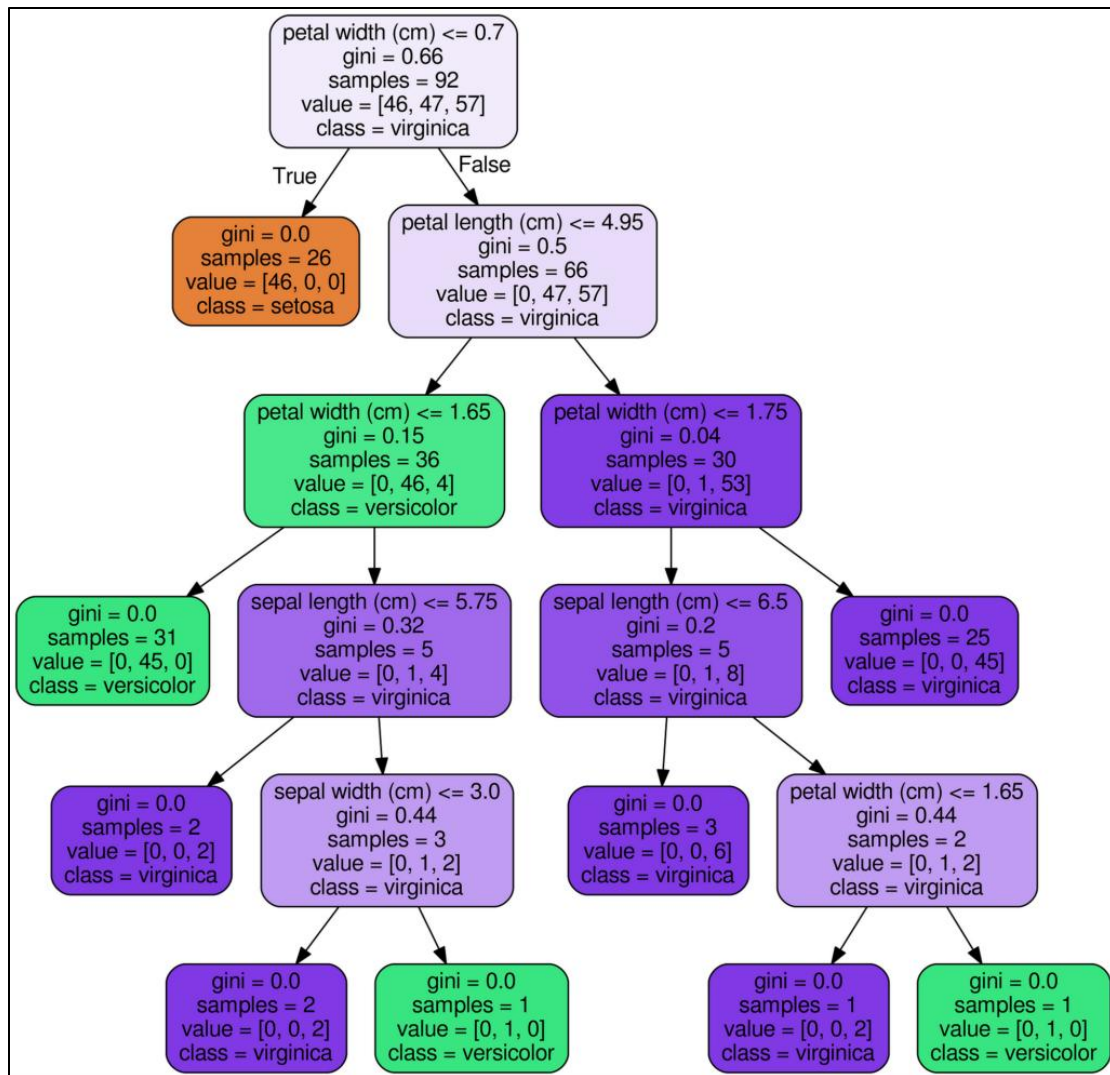 petal width (cm) <= 0.7
gini = 0.66
samples = 92
value = [46, 47, 57]
class = virginica
True
False
gini = 0.0
samples = 26
value = [46, 0, 0]
class = setosa
petal length (cm) <= 4.95
gini = 0.5
samples = 66
value = [0, 47, 57]
class = virginica
petal width (cm) <= 1.65
gini = 0.15
samples = 36
value = [0, 46, 4]
class = versicolor
petal width (cm) <= 1.75
gini = 0.04
samples = 30
value = [0, 1, 53]
class = virginica
gini = 0.0
samples = 31
value = [0, 45, 0]
class = versicolor
sepal length (cm) <= 5.75
gini = 0.32
samples = 5
value = [0, 1, 4]
class = virginica
sepal length (cm) <= 6.5
gini = 0.2
samples = 5
value = [0, 1, 8]
class = virginica
gini = 0.0
samples = 25
value = [0, 0, 45]
class = virginica
gini = 0.0
samples = 2
value = [0, 0, 2]
class = virginica
sepal width (cm) <= 3.0
gini = 0.44
samples = 3
value = [0, 1, 2]
class = virginica
gini = 0.0
samples = 3
value = [0, 0, 6]
class = virginica
petal width (cm) <= 1.65
gini = 0.44
samples = 2
value = [0, 1, 2]
class = virginica
gini = 0.0
samples = 2
value = [0, 0, 2]
class = virginica
gini = 0.0
samples = 1
value = [0, 1, 0]
class = versicolor
gini = 0.0
samples = 1
value = [0, 0, 2]
class = virginica
gini = 0.0
samples = 1
value = [0, 1, 0]
class = versicolor